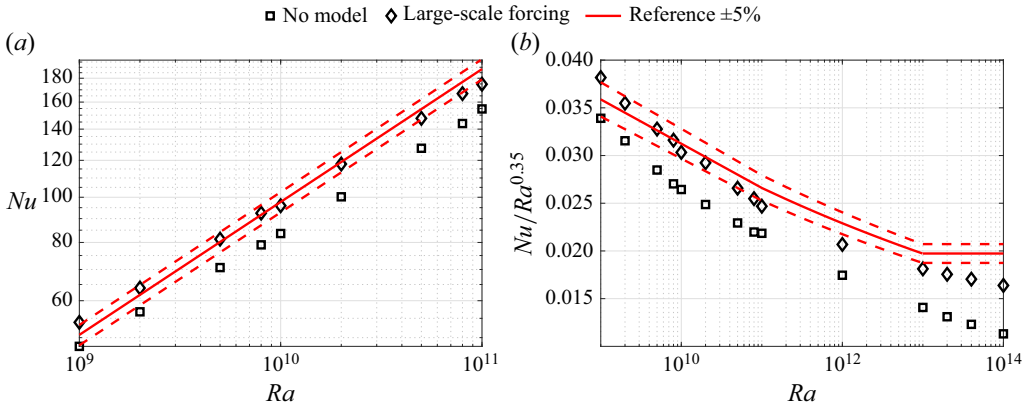 No model Large-scale forcing Reference ±5%
(a)
180
160
140
120
100
80
60
Nu
10^9 10^10 10^11
Ra
(b)
0.040
0.035
0.030
0.025
0.020
0.015
Nu/Ra^0.35
10^10 10^12 10^14
Ra